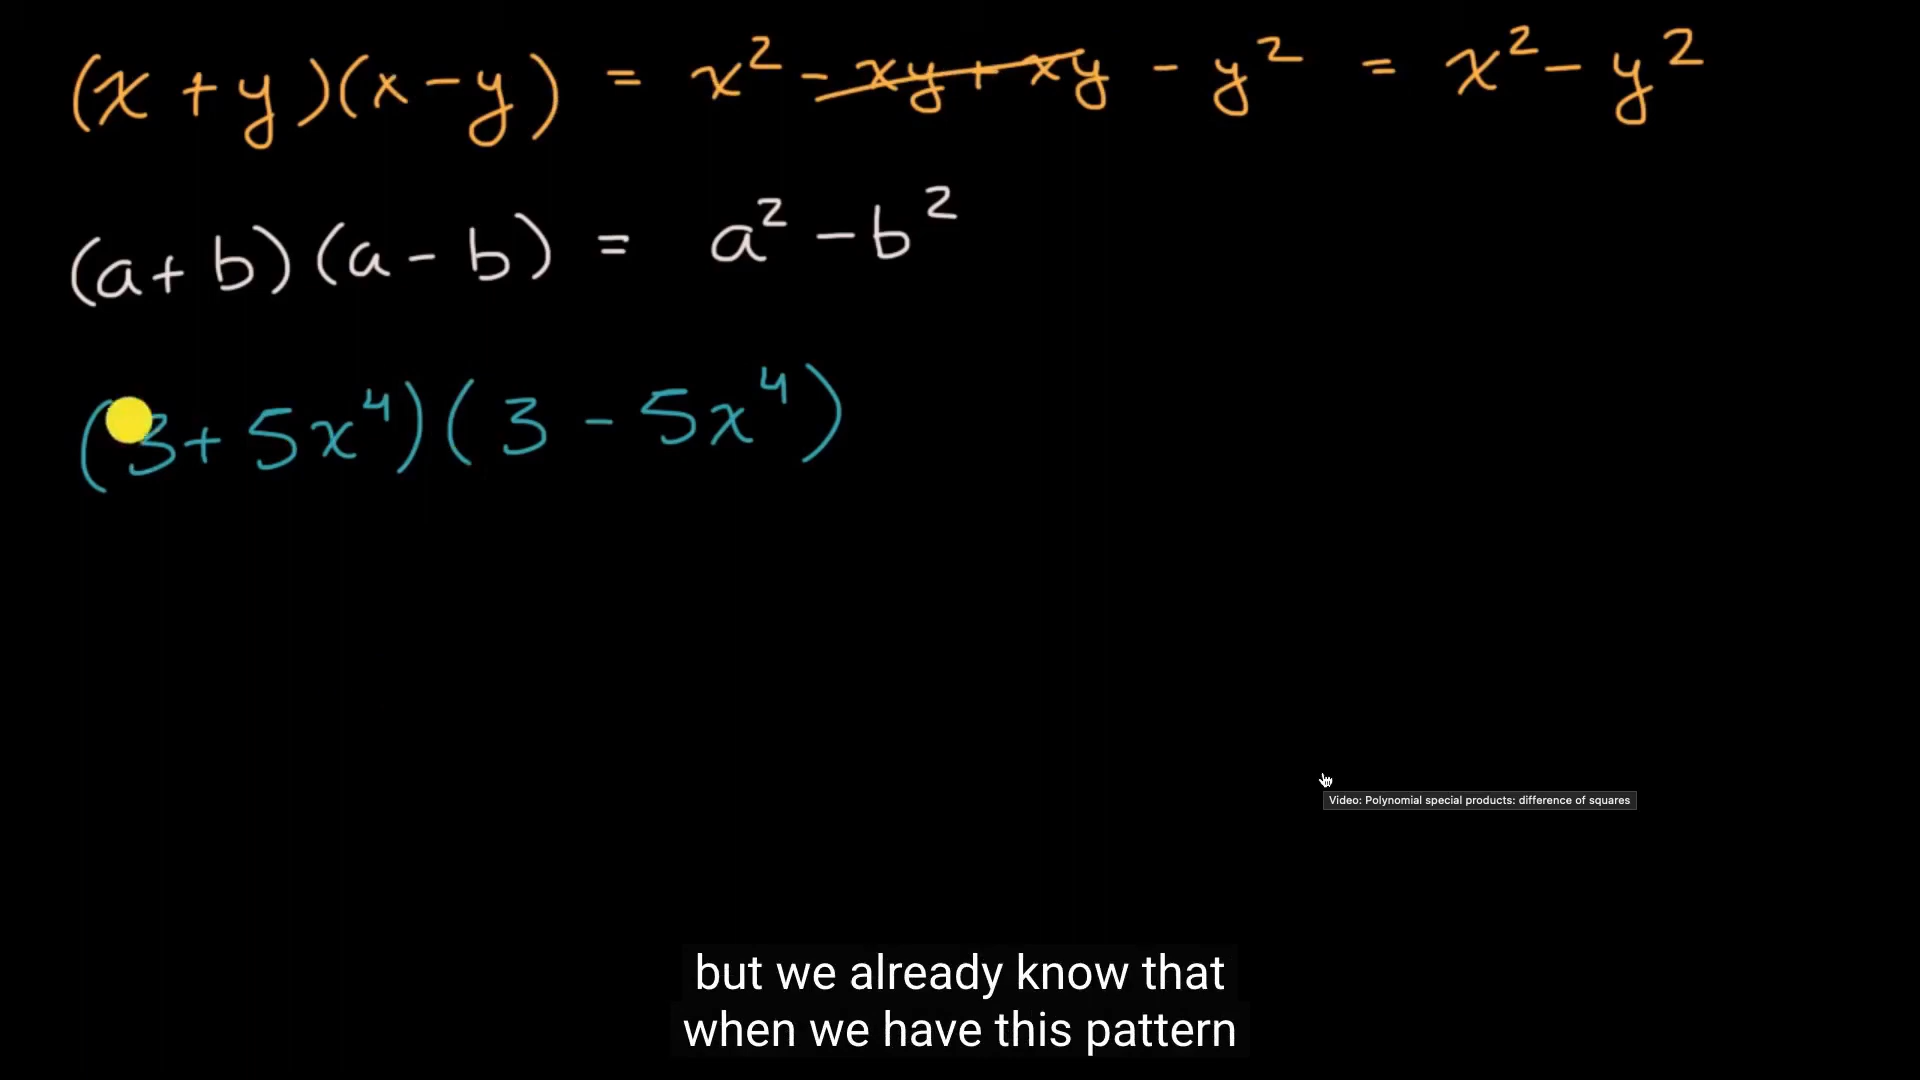 (x + y)(x - y) = x² - xy + xy - y² = x² - y²
(a + b)(a - b) = a² - b²
(3 + 5x⁴)(3 - 5x⁴)
Video: Polynomial special products: difference of squares
but we already know that
when we have this pattern